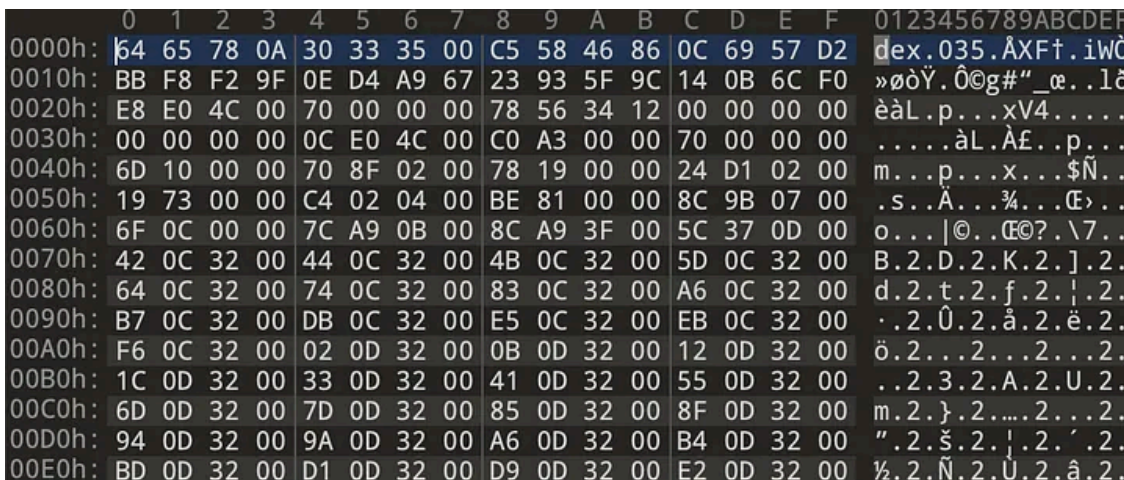 0 1 2 3 4 5 6 7 8 9 A B C D E F 0123456789ABCDEF
0000h: 64 65 78 0A 30 33 35 00 C5 58 46 86 0C 69 57 D2 dex.035.ÅXF†.iWÒ
0010h: BB F8 F2 9F 0E D4 A9 67 23 93 5F 9C 14 0B 6C F0 »øòŸ.Ô©g#“_œ..lð
0020h: E8 E0 4C 00 70 00 00 00 78 56 34 12 00 00 00 00 èàL.p...xV4.....
0030h: 00 00 00 00 0C E0 4C 00 C0 A3 00 00 70 00 00 00 .....àL.À£..p...
0040h: 6D 10 00 00 70 8F 02 00 78 19 00 00 24 D1 02 00 m...p...x...$Ñ..
0050h: 19 73 00 00 C4 02 04 00 BE 81 00 00 8C 9B 07 00 .s..Ä...¾...Œ›..
0060h: 6F 0C 00 00 7C A9 0B 00 8C A9 3F 00 5C 37 0D 00 o...|©..Œ©?.\7..
0070h: 42 0C 32 00 44 0C 32 00 4B 0C 32 00 5D 0C 32 00 B.2.D.2.K.2.].2.
0080h: 64 0C 32 00 74 0C 32 00 83 0C 32 00 A6 0C 32 00 d.2.t.2.ƒ.2.¦.2.
0090h: B7 0C 32 00 DB 0C 32 00 E5 0C 32 00 EB 0C 32 00 ·.2.Û.2.å.2.ë.2.
00A0h: F6 0C 32 00 02 0D 32 00 0B 0D 32 00 12 0D 32 00 ö.2...2...2...2.
00B0h: 1C 0D 32 00 33 0D 32 00 41 0D 32 00 55 0D 32 00 ..2.3.2.A.2.U.2.
00C0h: 6D 0D 32 00 7D 0D 32 00 85 0D 32 00 8F 0D 32 00 m.2.}.2.….2...2.
00D0h: 94 0D 32 00 9A 0D 32 00 A6 0D 32 00 B4 0D 32 00 ”.2.š.2.¦.2.´.2.
00E0h: BD 0D 32 00 D1 0D 32 00 D9 0D 32 00 E2 0D 32 00 ½.2.Ñ.2.Ù.2.â.2.